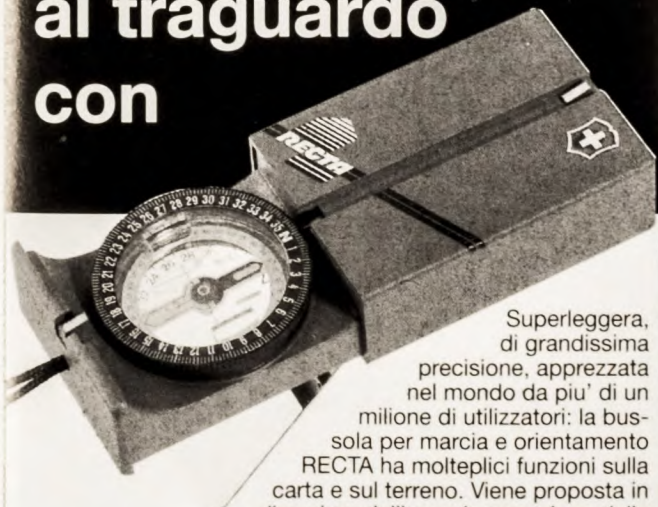 al traguardo
con
RECTA
Superleggera,
di grandissima
precisione, apprezzata
nel mondo da piu' di un
milione di utilizzatori: la bus-
sola per marcia e orientamento
RECTA ha molteplici funzioni sulla
carta e sul terreno. Viene proposta in